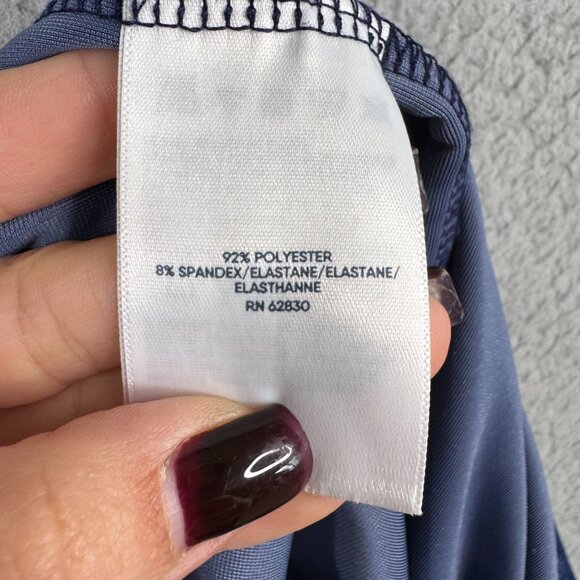 92% POLYESTER
8% SPANDEX/ELASTANE/ELASTANE/
ELASTHANNE
RN 62830